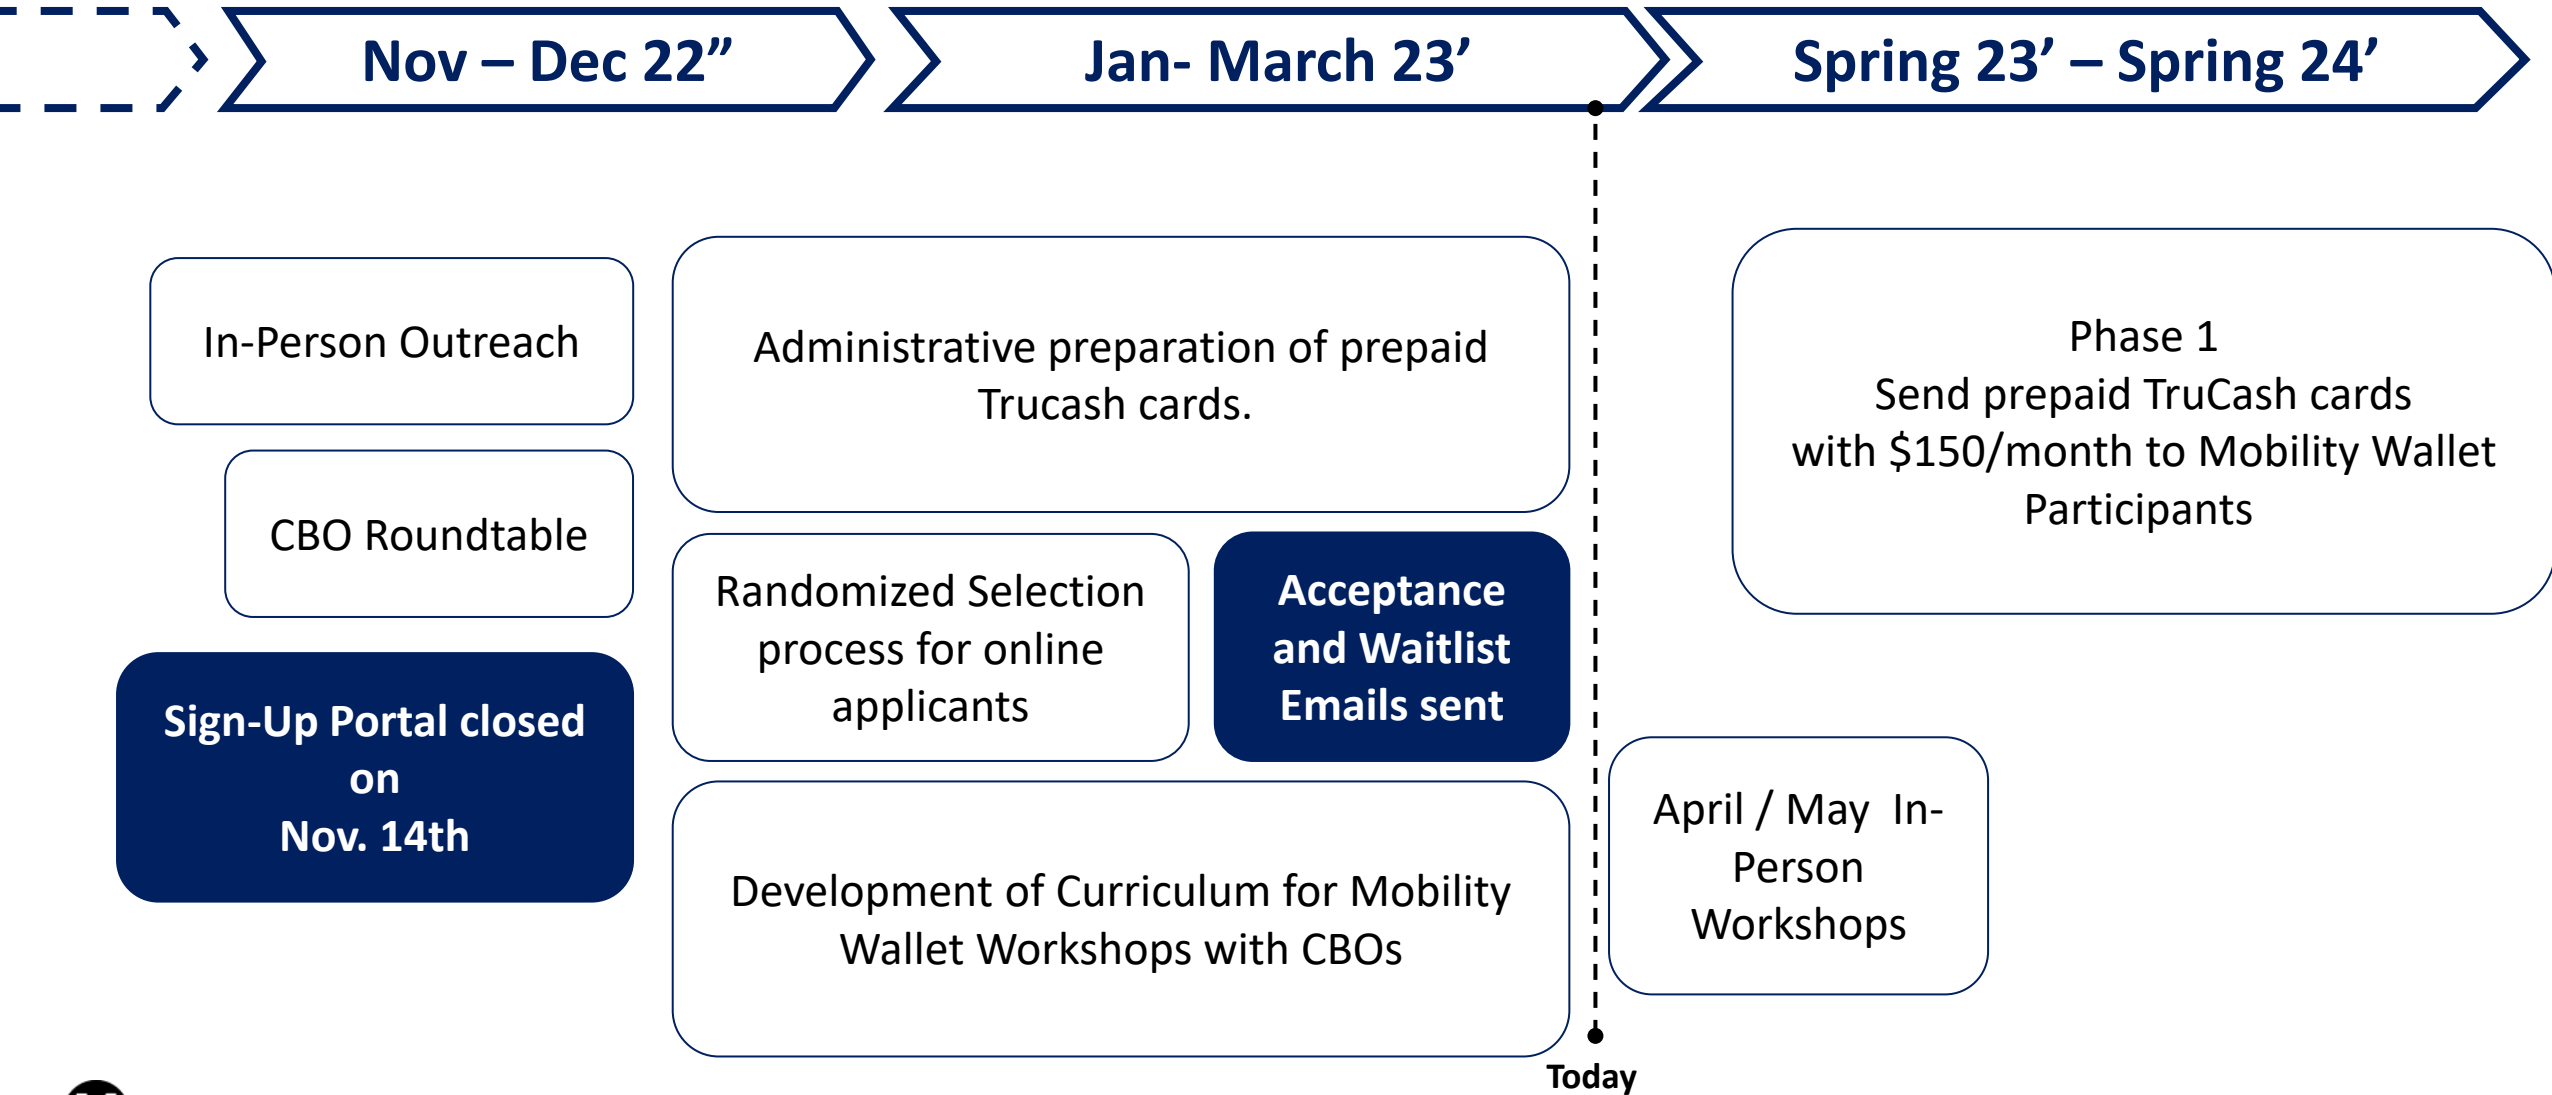 Nov – Dec 22”
Jan- March 23’
Spring 23’ – Spring 24’
In-Person Outreach
CBO Roundtable
Sign-Up Portal closed
on
Nov. 14th
Administrative preparation of prepaid
Trucash cards.
Randomized Selection
process for online
applicants
Acceptance
and Waitlist
Emails sent
Development of Curriculum for Mobility
Wallet Workshops with CBOs
Today
Phase 1
Send prepaid TruCash cards
with $150/month to Mobility Wallet
Participants
April / May  In-
Person
Workshops